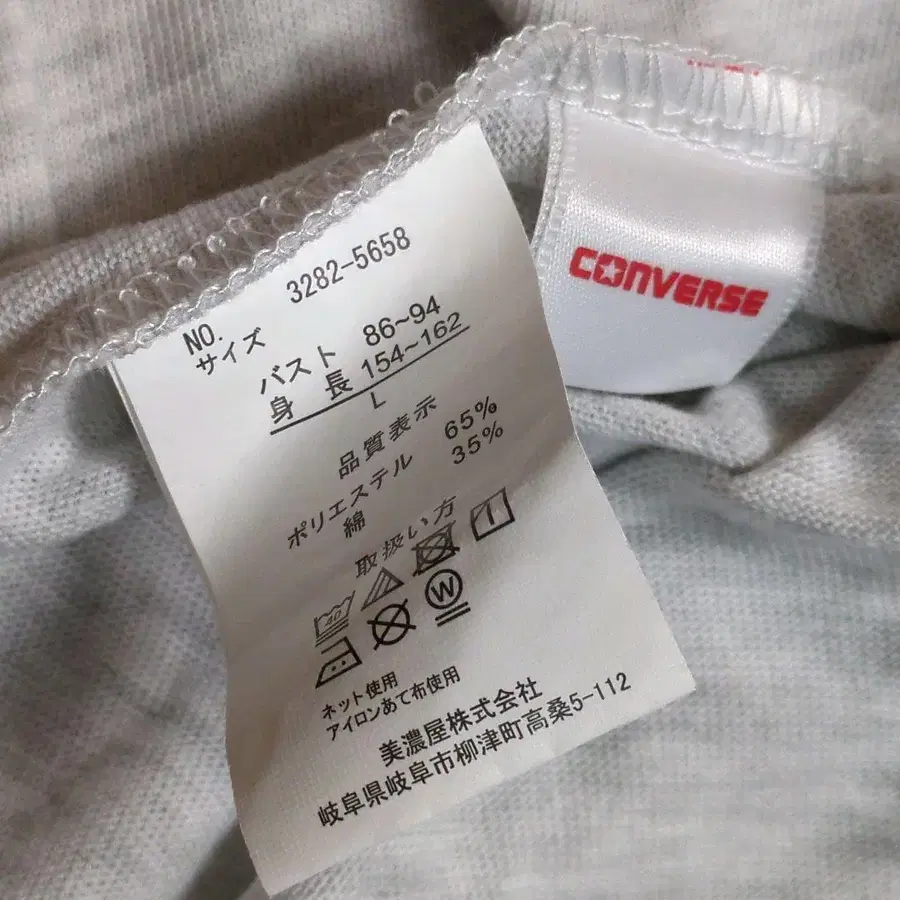 NO. 3282-5658
サイズ
バスト 86~94
身 長 154~162
L
品質表示
ポリエステル 65%
綿 35%
取扱い方
40
W
ネット使用
アイロンあて布使用
美濃屋株式会社
岐阜県岐阜市柳津町高桑5-112
CONVERSE